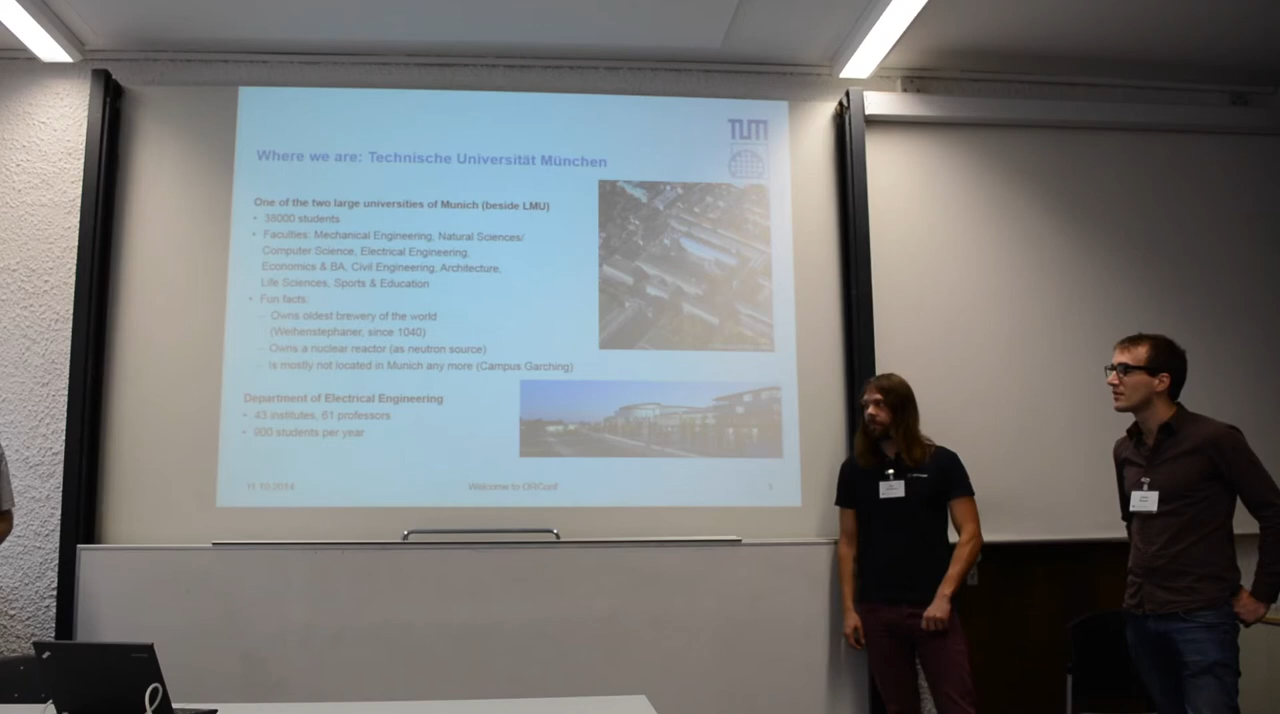 TUM
Where we are: Technische Universität München
One of the two large universities of Munich (beside LMU)
• 38000 students
• Faculties: Mechanical Engineering, Natural Sciences/
Computer Science, Electrical Engineering,
Economics & BA, Civil Engineering, Architecture,
Life Sciences, Sports & Education
• Fun facts:
– Owns oldest brewery of the world
(Weihenstephaner, since 1040)
– Owns a nuclear reactor (as neutron source)
– Is mostly not located in Munich any more (Campus Garching)
Department of Electrical Engineering
• 43 institutes, 61 professors
• 900 students per year
11.10.2014
Welcome to ORConf